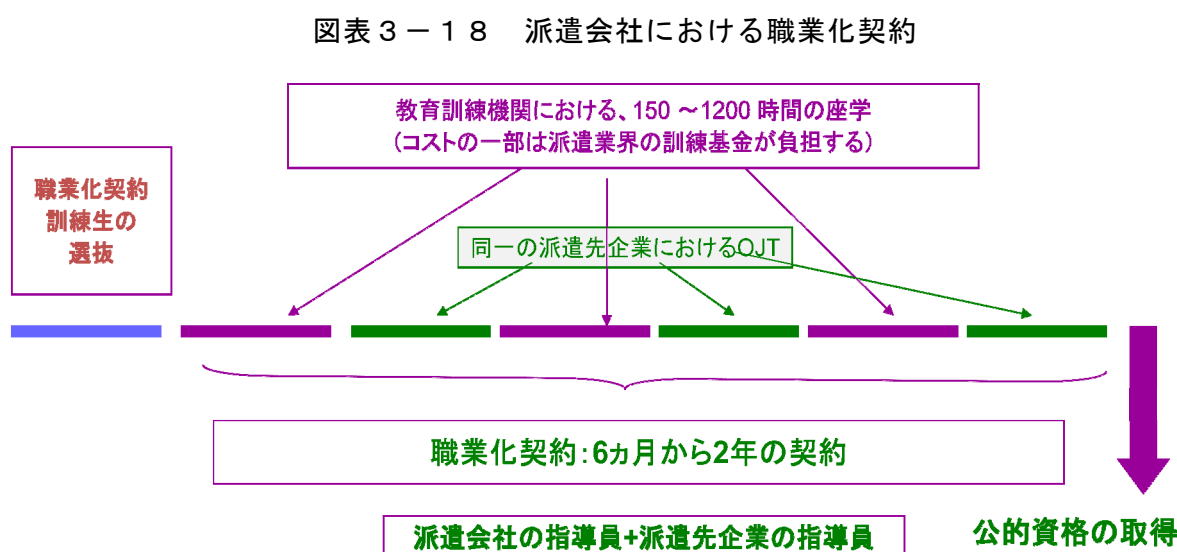 図表３－１８　派遣会社における職業化契約
教育訓練機関における、150 ～1200 時間の座学
（コストの一部は派遣業界の訓練基金が負担する）
職業化契約
訓練生の
選抜
同一の派遣先企業におけるOJT
職業化契約：6ヵ月から2年の契約
派遣会社の指導員+派遣先企業の指導員
公的資格の取得